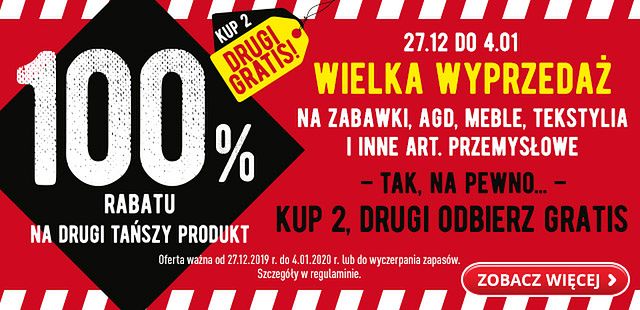 KUP 2
DRUGI
GRATIS!
100%
RABATU
NA DRUGI TAŃSZY PRODUKT
27.12 DO 4.01
WIELKA WYPRZEDAŻ
NA ZABAWKI, AGD, MEBLE, TEKSTYLIA
I INNE ART. PRZEMYSŁOWE
– TAK, NA PEWNO... –
KUP 2, DRUGI ODBIERZ GRATIS
Oferta ważna od 27.12.2019 r. do 4.01.2020 r. lub do wyczerpania zapasów.
Szczegóły w regulaminie.
ZOBACZ WIĘCEJ >